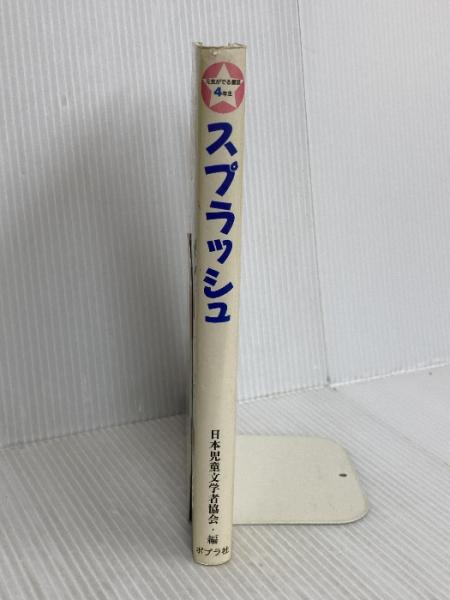 元気がでる童話
4年生
スプラッシュ
日本児童文学者協会・編
ポプラ社